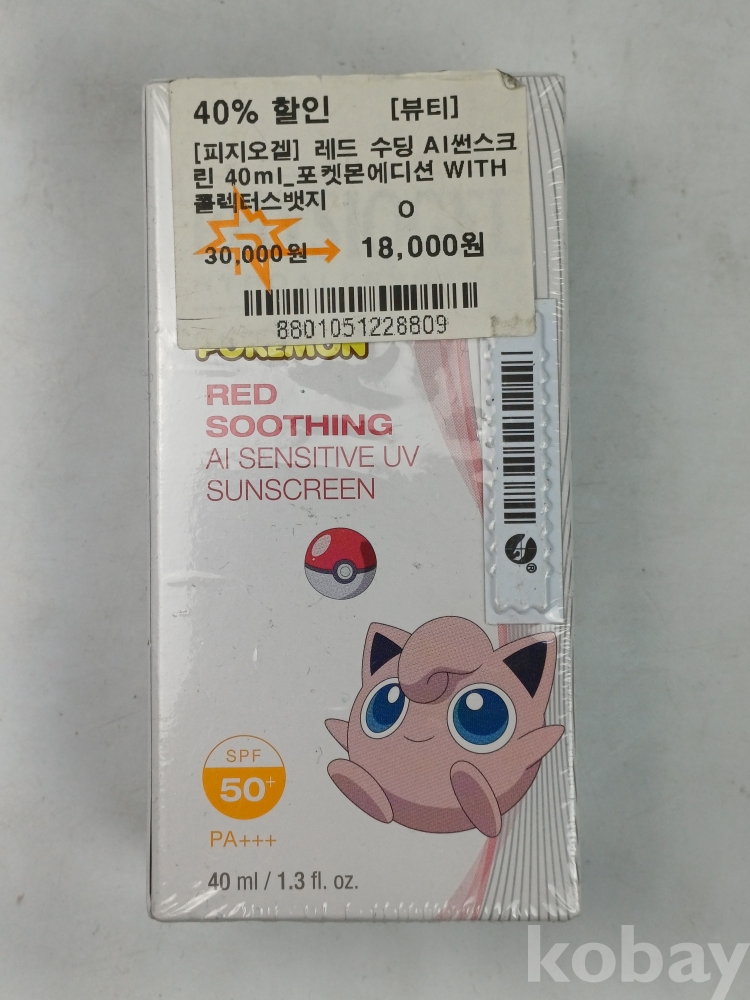 40% 할인 [뷰티]
[피지오겔] 레드 수딩 AI썬스크
린 40ml_포켓몬에디션 WITH
콜렉터스뱃지 O
30,000원 18,000원
8801051228809
POKÉMON
RED
SOOTHING
AI SENSITIVE UV
SUNSCREEN
SPF
50+
PA+++
40 ml / 1.3 fl. oz.
kobay